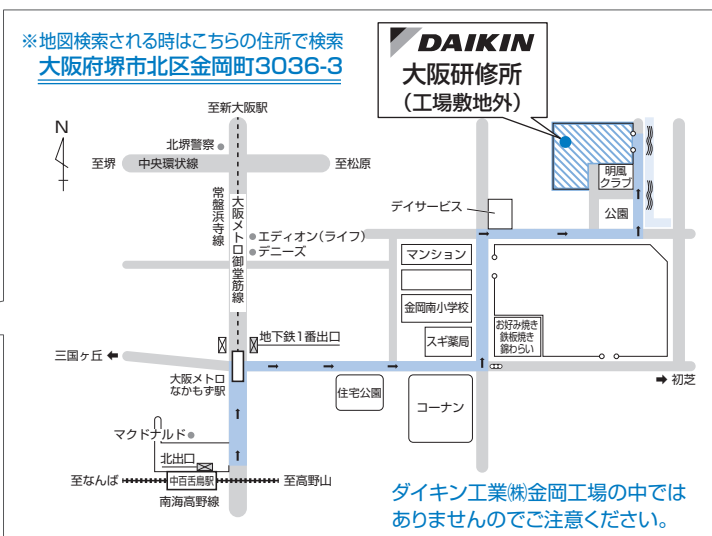 ※地図検索される時はこちらの住所で検索
大阪府堺市北区金岡町3036-3
DAIKIN
大阪研修所
(工場敷地外)
至新大阪駅
N
北堺警察
至堺
中央環状線
至松原
常盤浜寺線
大阪メトロ御堂筋線
エディオン(ライフ)
デニーズ
デイサービス
明風
クラブ
公園
マンション
金岡南小学校
スギ薬局
お好み焼き
鉄板焼き
錦わらい
地下鉄1番出口
三国ヶ丘
大阪メトロ
なかもず駅
初芝
住宅公園
コーナン
マクドナルド
北出口
至なんば
中百舌鳥駅
至高野山
南海高野線
ダイキン工業㈱金岡工場の中では
ありませんのでご注意ください。